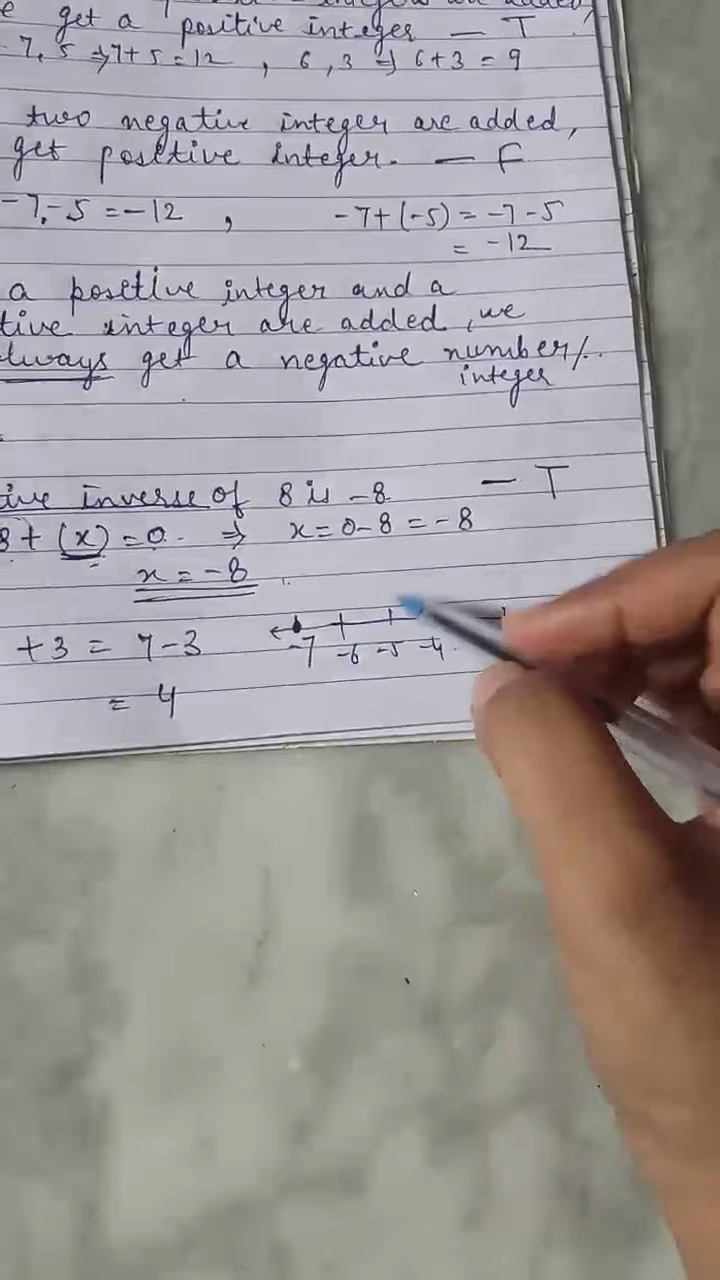 get a positive integer — T
7, 5 ⇒ 7+5=12 , 6,3 ⇒ 6+3 = 9
two negative integer are added,
get positive integer. — F
-7,-5 = -12 , -7+(-5) = -7-5
= -12
a positive integer and a
tive integer are added, we
always get a negative number/.
integer
ive inverse of 8 is -8 — T
8 + (x) = 0. ⇒ x = 0-8 = -8
x = -8
+3 = 7-3
-7 -6 -5 -4
= 4